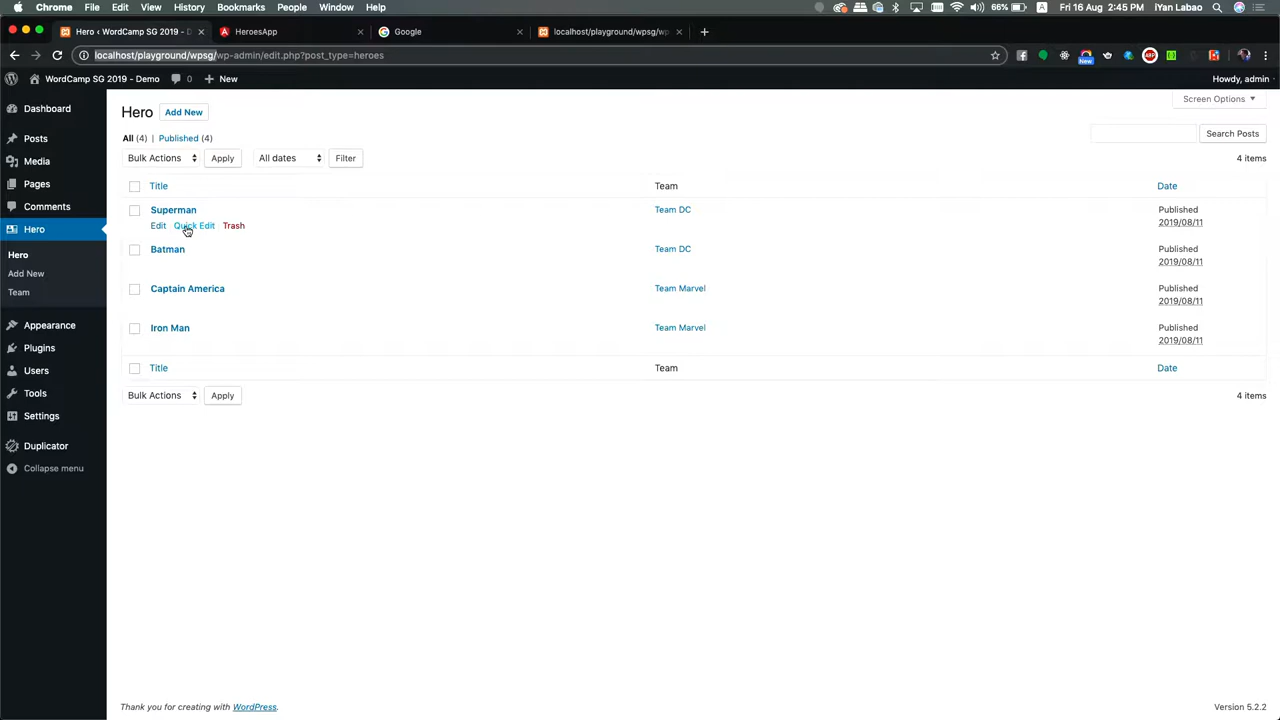 Chrome File Edit View History Bookmarks People Window Help 66% Fri 16 Aug 2:45 PM IYan Labao
Hero ‹ WordCamp SG 2019 - D × HeroesApp × Google × localhost/playground/wpsg/wp- × +
localhost/playground/wpsg/wp-admin/edit.php?post_type=heroes
WordCamp SG 2019 - Demo 0 + New Howdy, admin
Dashboard
Posts
Media
Pages
Comments
Hero
Hero
Add New
Team
Appearance
Plugins
Users
Tools
Settings
Duplicator
Collapse menu
Screen Options
Hero Add New
All (4) | Published (4)
Search Posts
Bulk Actions Apply All dates Filter 4 items
Title Team Date
Superman Team DC Published
2019/08/11
Edit Quick Edit Trash
Batman Team DC Published
2019/08/11
Captain America Team Marvel Published
2019/08/11
Iron Man Team Marvel Published
2019/08/11
Title Team Date
Bulk Actions Apply 4 items
Thank you for creating with WordPress. Version 5.2.2